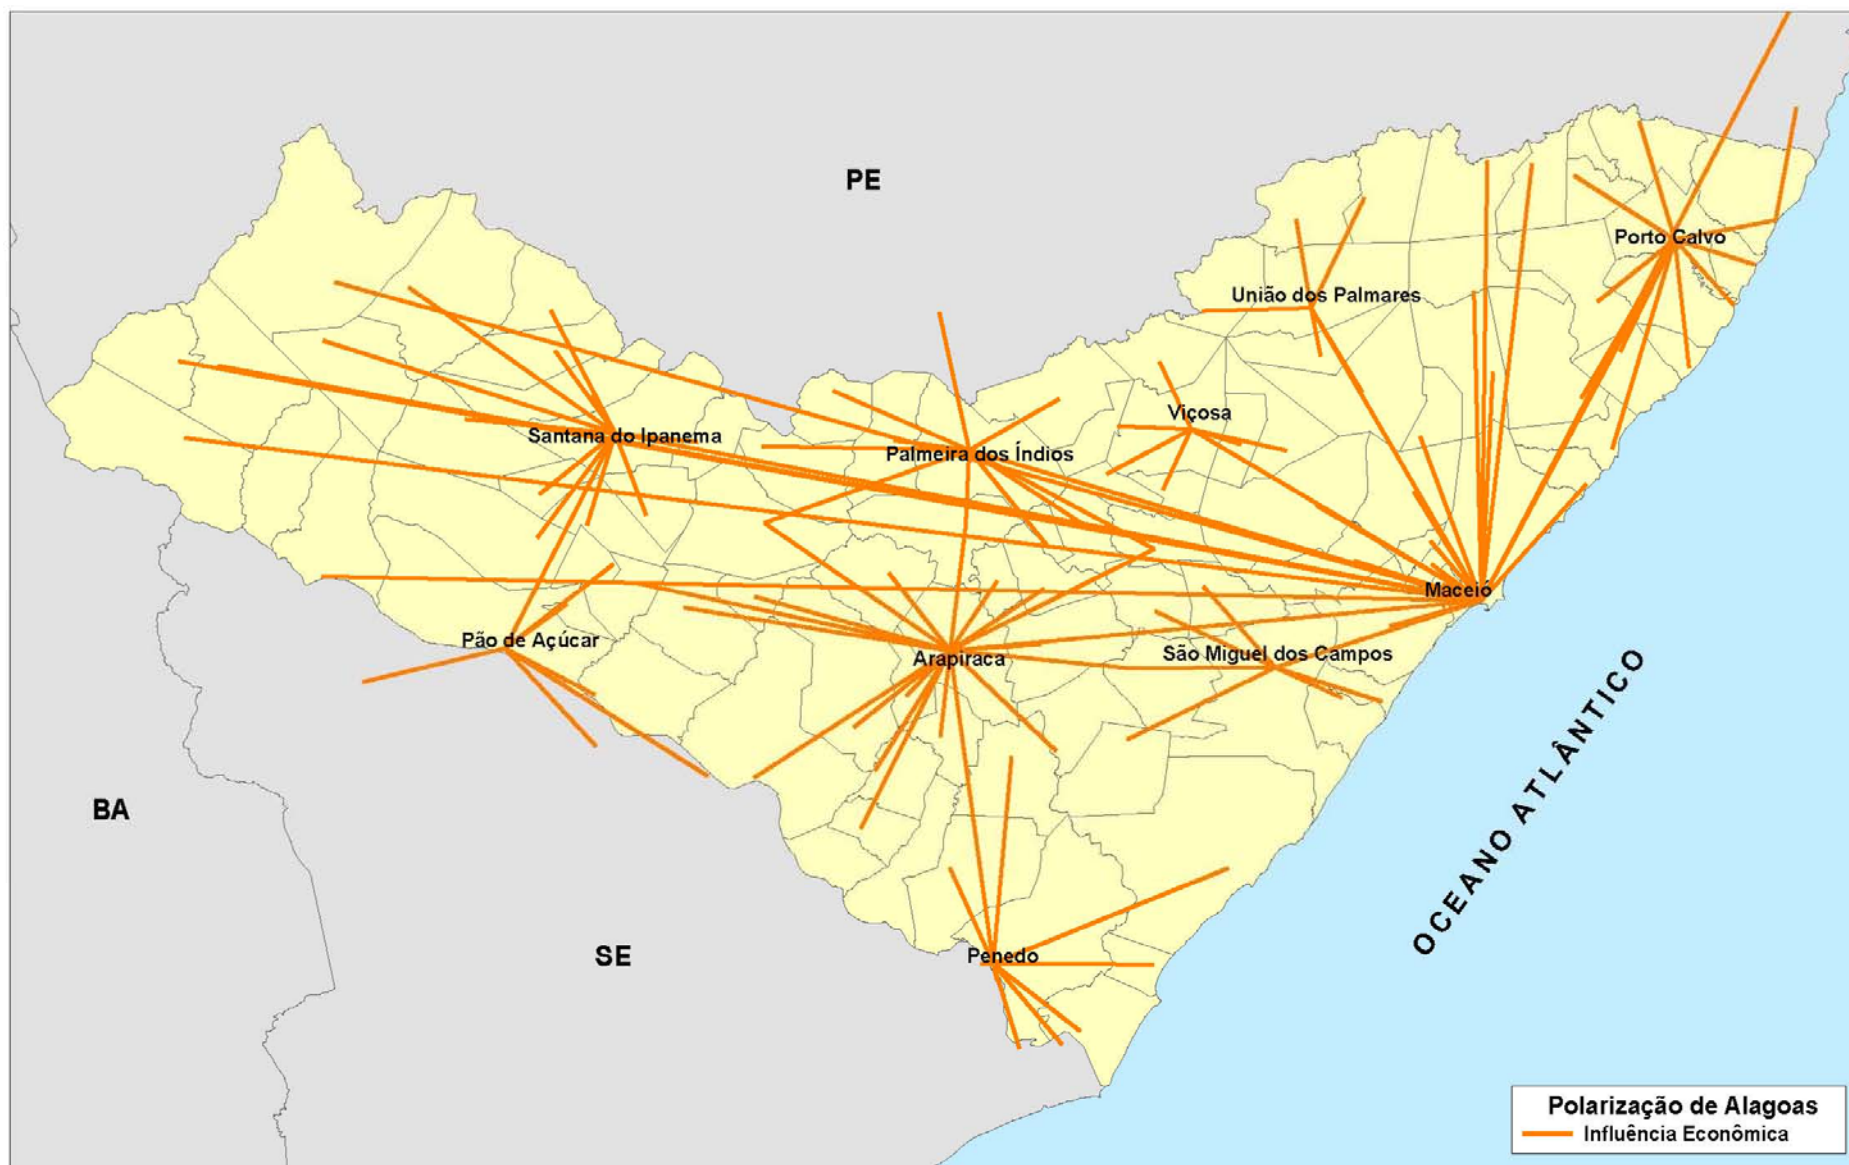 PE
Porto Calvo
União dos Palmares
Viçosa
Santana do Ipanema
Palmeira dos Índios
Maceió
Pão de Açúcar
Arapiraca
São Miguel dos Campos
OCEANO ATLÂNTICO
BA
SE
Penedo
Polarização de Alagoas
Influência Econômica